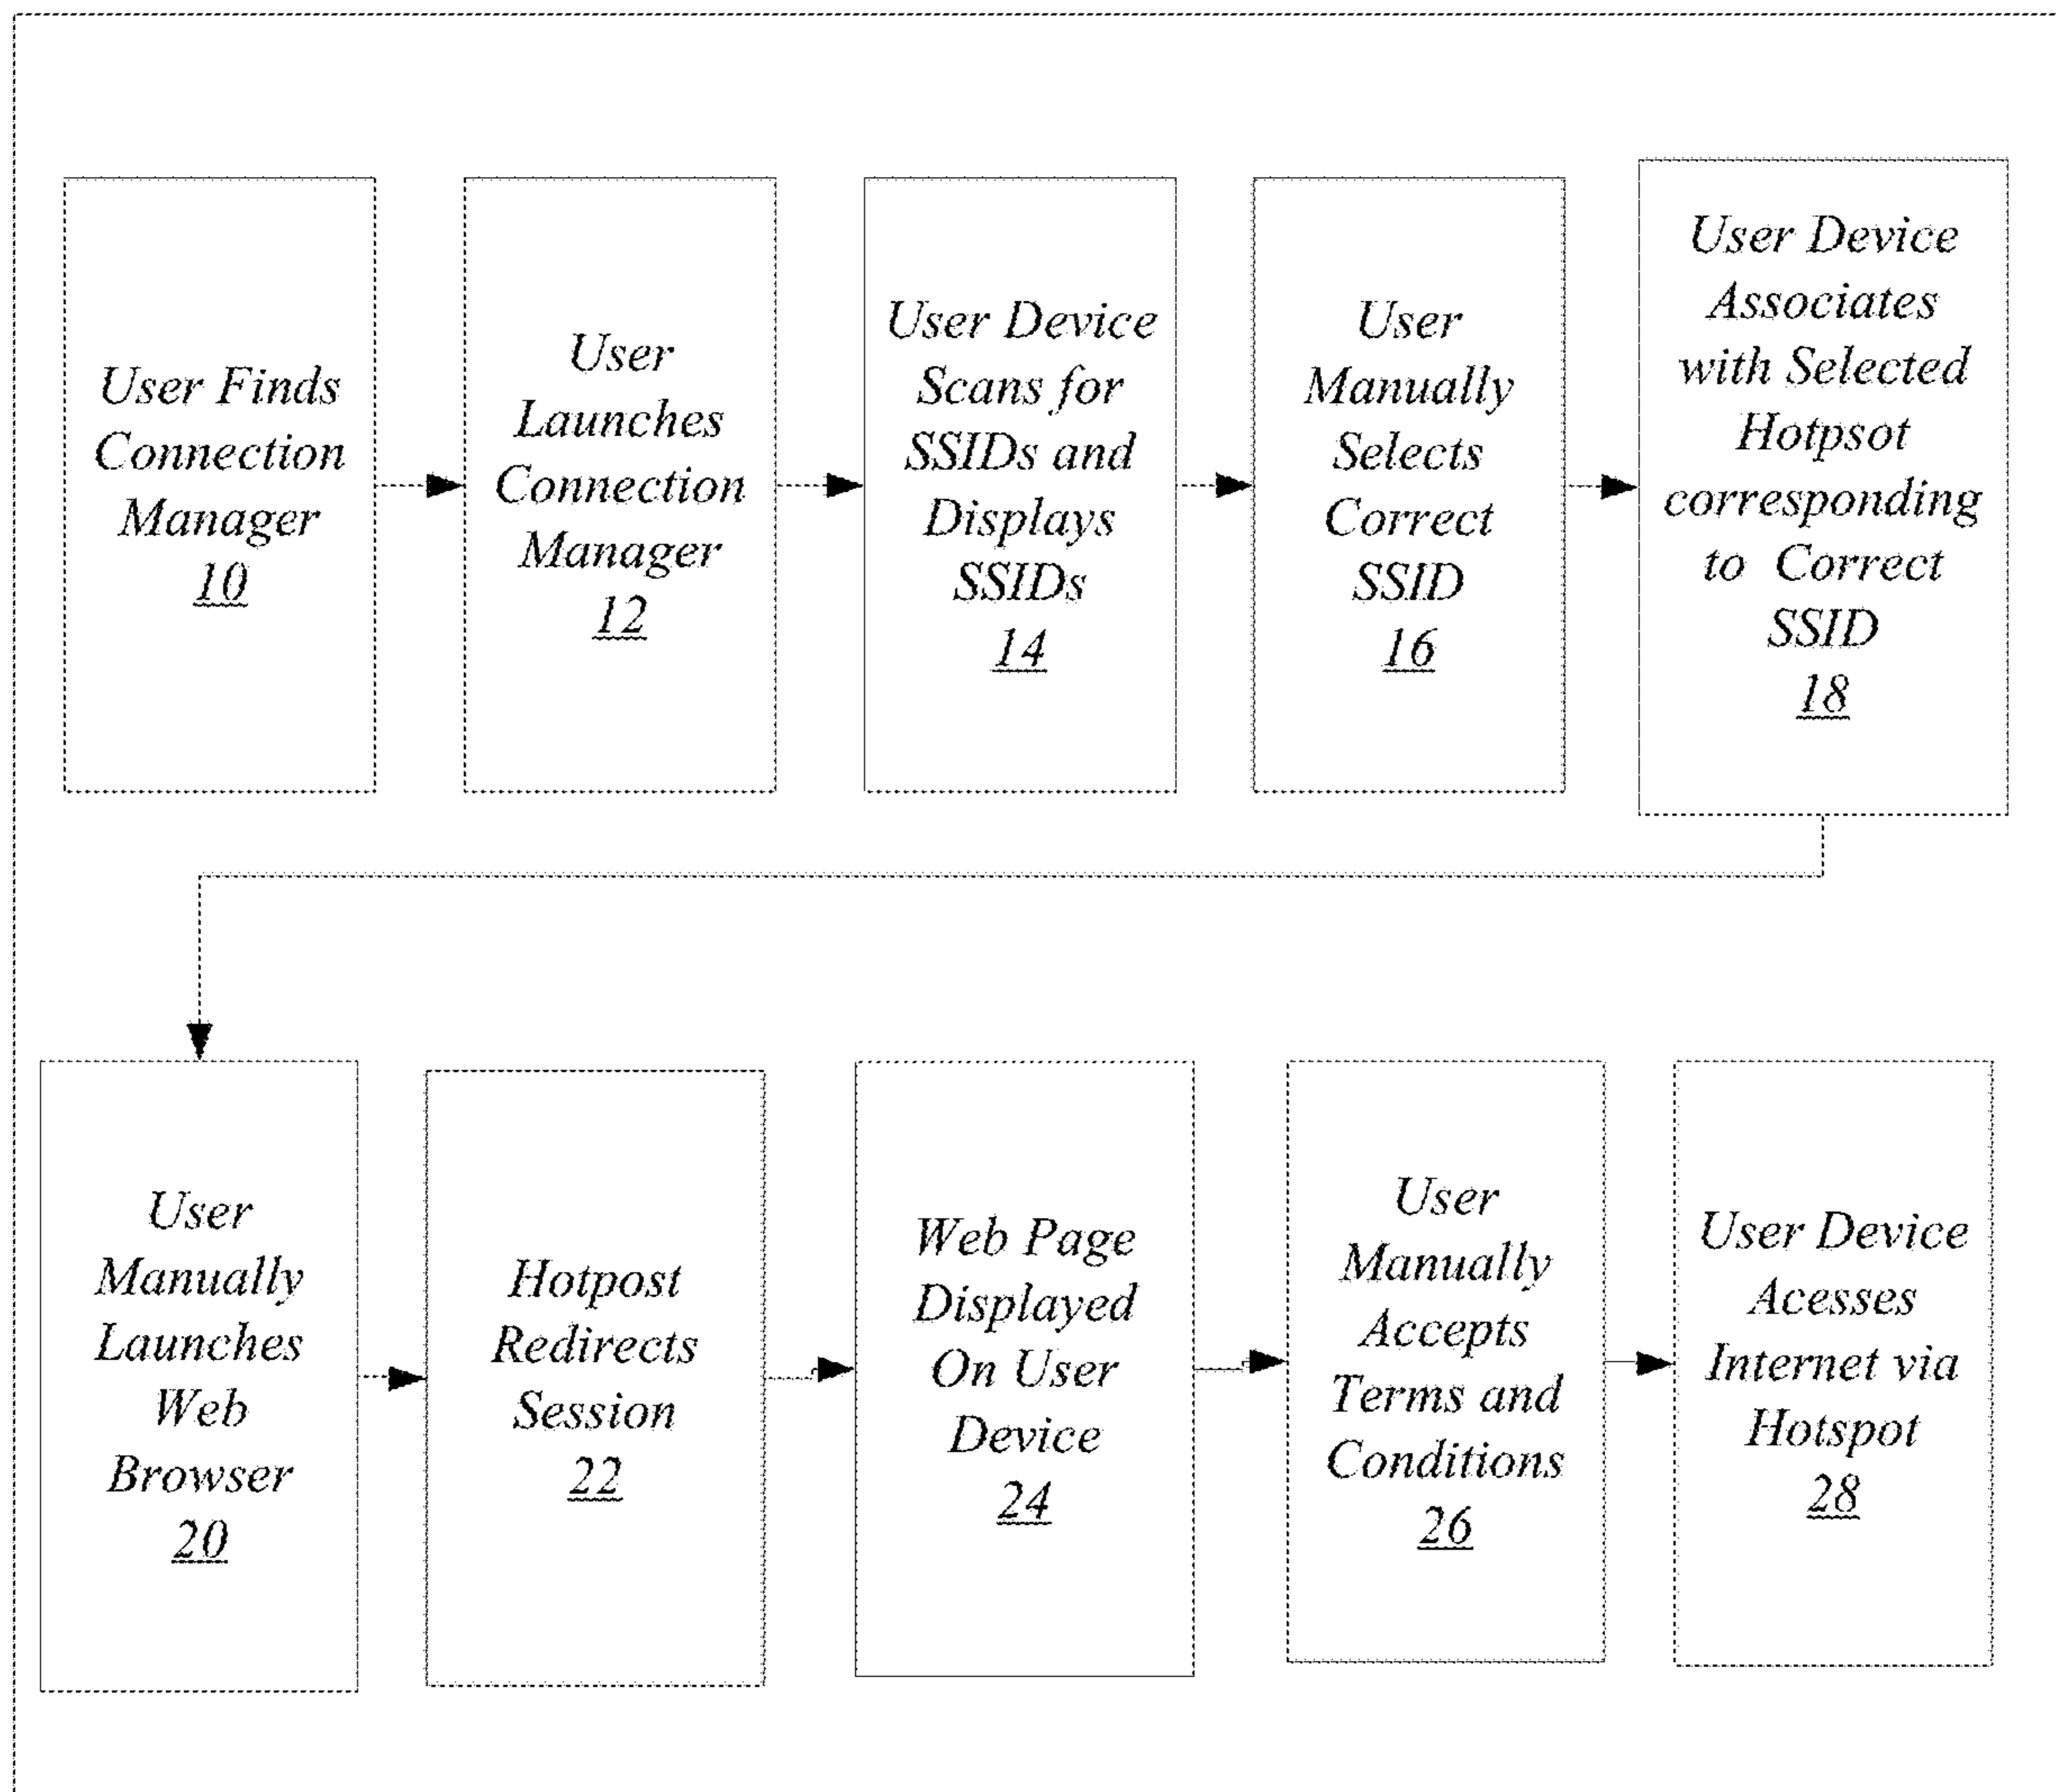 User Finds
Connection
Manager
10
User
Launches
Connection
Manager
12
User Device
Scans for
SSIDs and
Displays
SSIDs
14
User
Manually
Selects
Correct
SSID
16
User Device
Associates
with Selected
Hotpsot
corresponding
to Correct
SSID
18
User
Manually
Launches
Web
Browser
20
Hotpost
Redirects
Session
22
Web Page
Displayed
On User
Device
24
User
Manually
Accepts
Terms and
Conditions
26
User Device
Acesses
Internet via
Hotspot
28